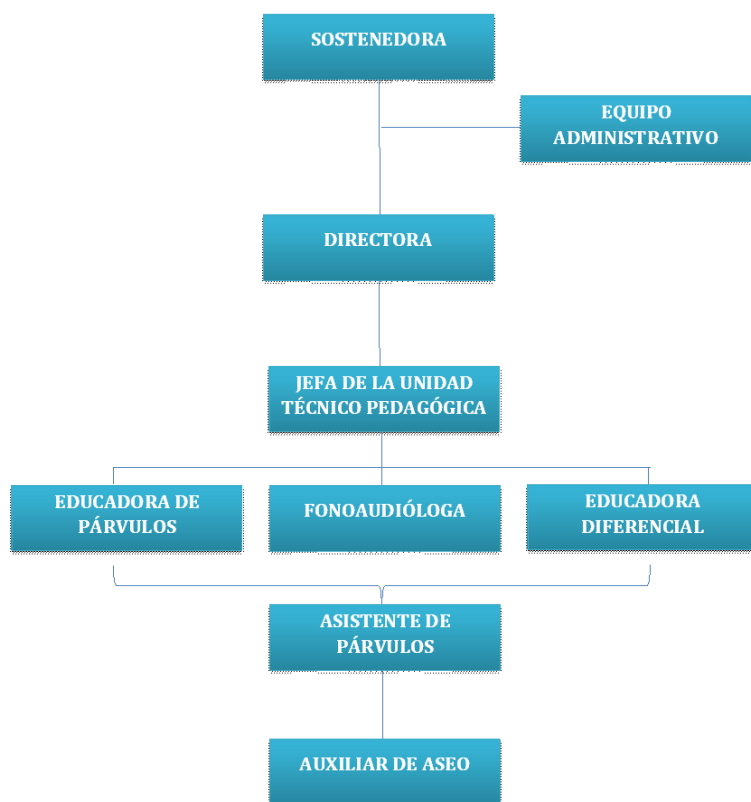 SOSTENEDORA
EQUIPO
ADMINISTRATIVO
DIRECTORA
JEFA DE LA UNIDAD
TÉCNICO PEDAGÓGICA
EDUCADORA DE
PÁRVULOS
FONOAUDIÓLOGA
EDUCADORA
DIFERENCIAL
ASISTENTE DE
PÁRVULOS
AUXILIAR DE ASEO